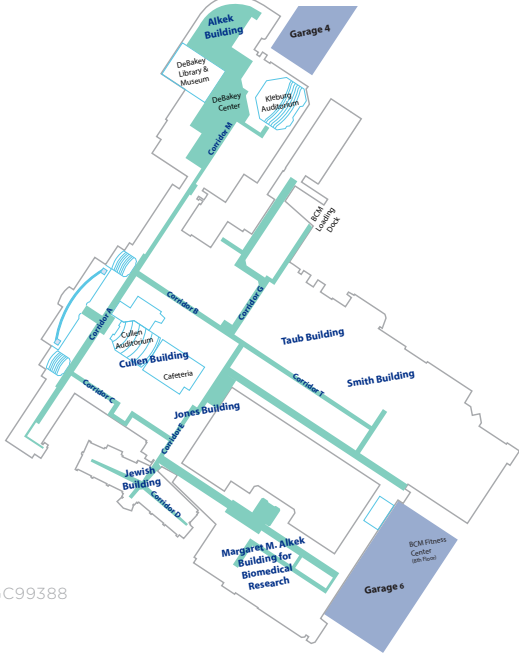 Alkek
Building
Garage 4
DeBakey
Library &
Museum
DeBakey
Center
Kleburg
Auditorium
Corridor M
BCM
Loading
Dock
Corridor B
Corridor G
Corridor A
Cullen
Auditorium
Cullen Building
Cafeteria
Taub Building
Smith Building
Corridor T
Corridor C
Jones Building
Corridor E
Jewish
Building
Corridor D
Margaret M. Alkek
Building for
Biomedical
Research
BCM Fitness
Center
(6th Floor)
Garage 6
C99388